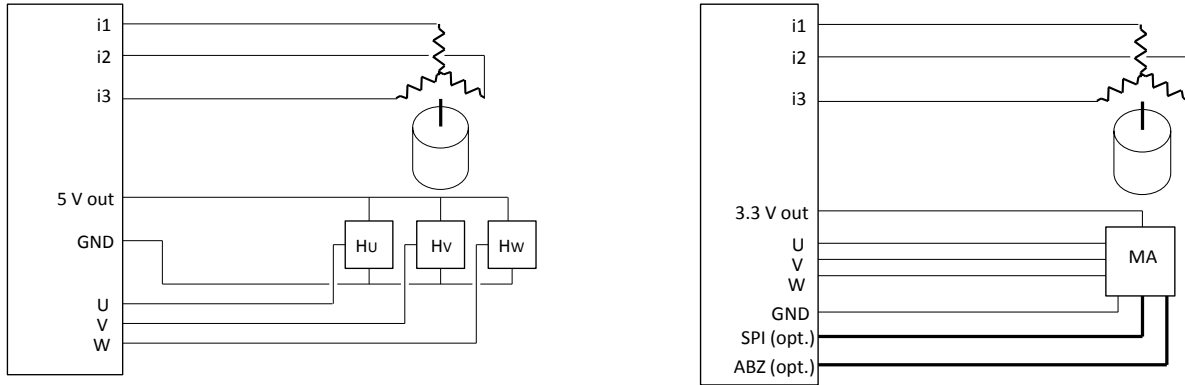 i1
i2
i3
5 V out
GND
HU
HV
HW
U
V
W
i1
i2
i3
3.3 V out
U
V
W
MA
GND
SPI (opt.)
ABZ (opt.)